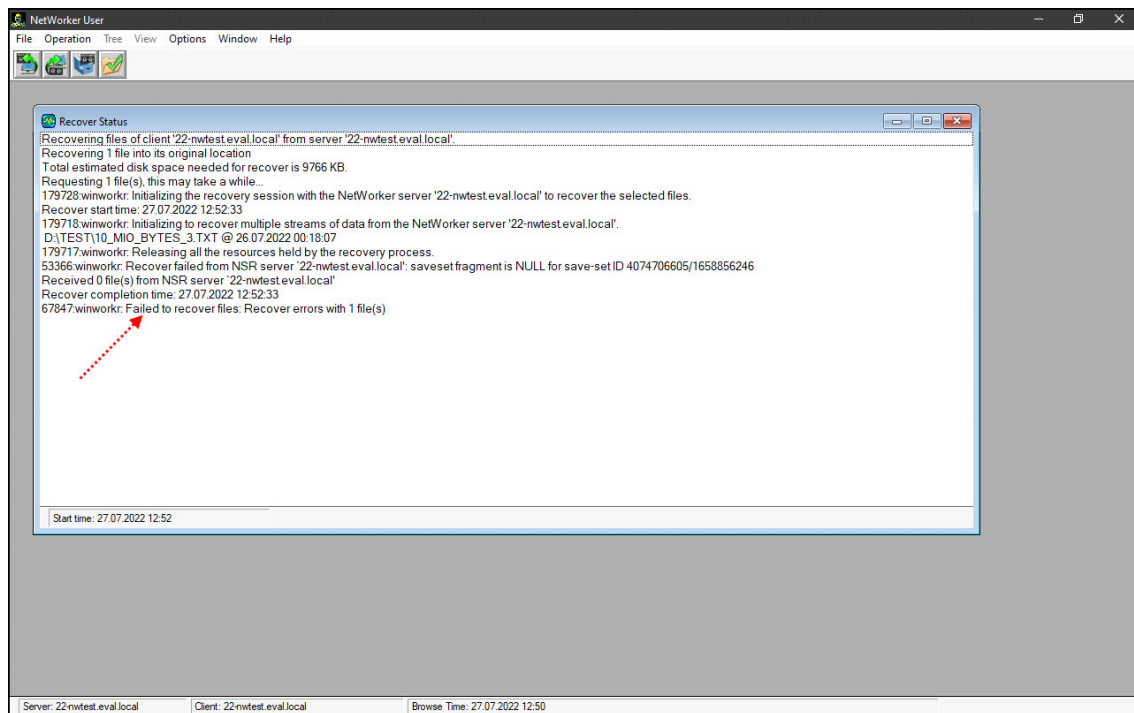 NetWorker User
File Operation Tree View Options Window Help
Recover Status
Recovering files of client '22-nwtest.eval.local' from server '22-nwtest.eval.local'.
Recovering 1 file into its original location
Total estimated disk space needed for recover is 9766 KB.
Requesting 1 file(s), this may take a while...
179728:winworkr: Initializing the recovery session with the NetWorker server '22-nwtest.eval.local' to recover the selected files.
Recover start time: 27.07.2022 12:52:33
179718:winworkr: Initializing to recover multiple streams of data from the NetWorker server '22-nwtest.eval.local'.
D:\TEST\10_MIO_BYTES_3.TXT @ 26.07.2022 00:18:07
179717:winworkr: Releasing all the resources held by the recovery process.
53366:winworkr: Recover failed from NSR server `22-nwtest.eval.local': saveset fragment is NULL for save-set ID 4074706605/1658856246
Received 0 file(s) from NSR server `22-nwtest.eval.local'
Recover completion time: 27.07.2022 12:52:33
67847:winworkr: Failed to recover files: Recover errors with 1 file(s)
Start time: 27.07.2022 12:52
Server: 22-nwtest.eval.local Client: 22-nwtest.eval.local Browse Time: 27.07.2022 12:50